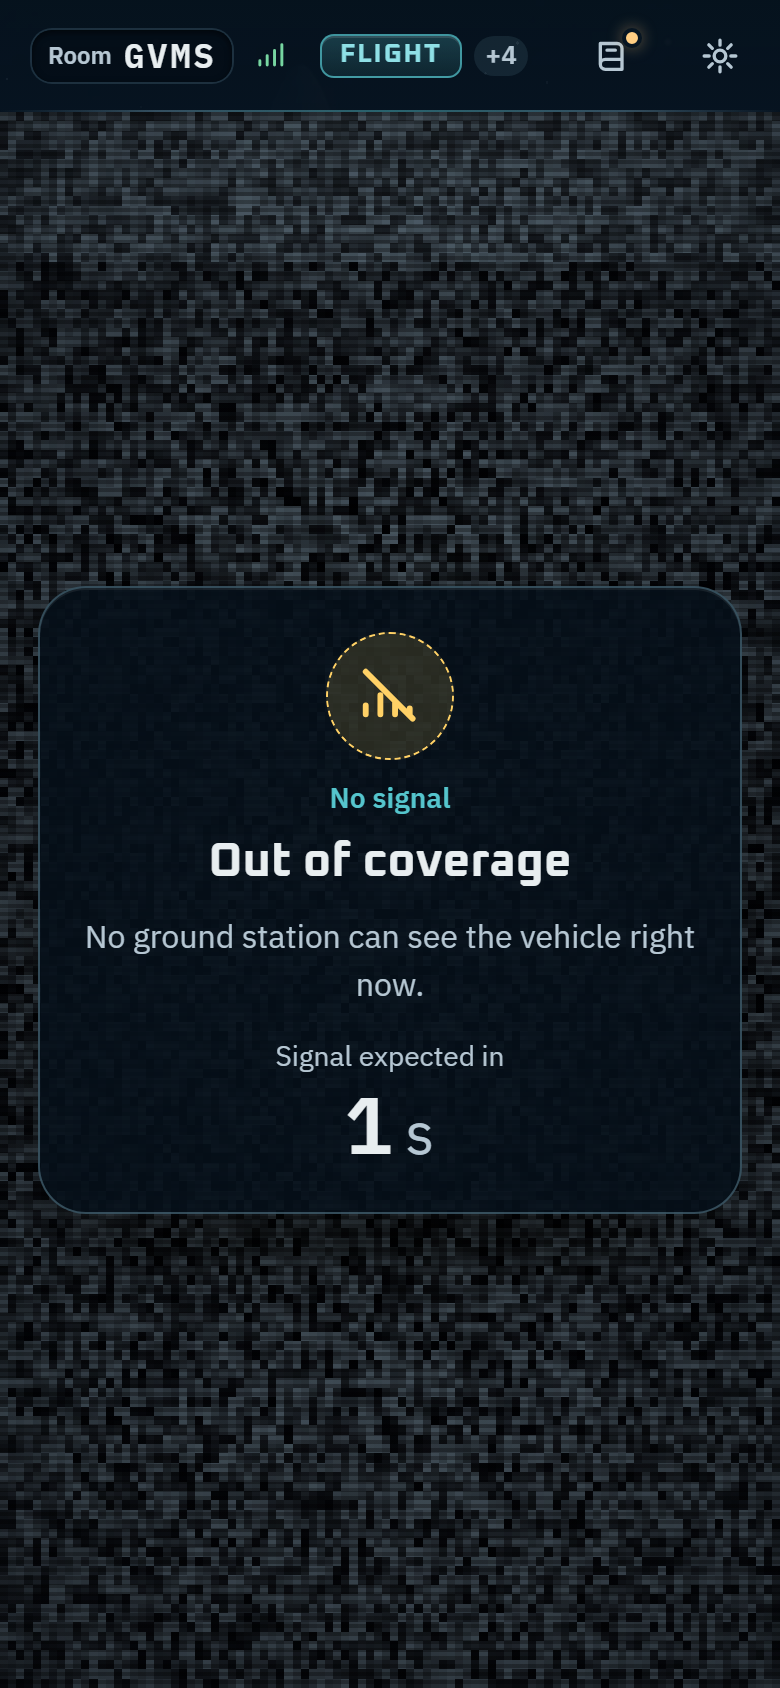 Room GVMS FLIGHT +4
No signal
Out of coverage
No ground station can see the vehicle right
now.
Signal expected in
1 s